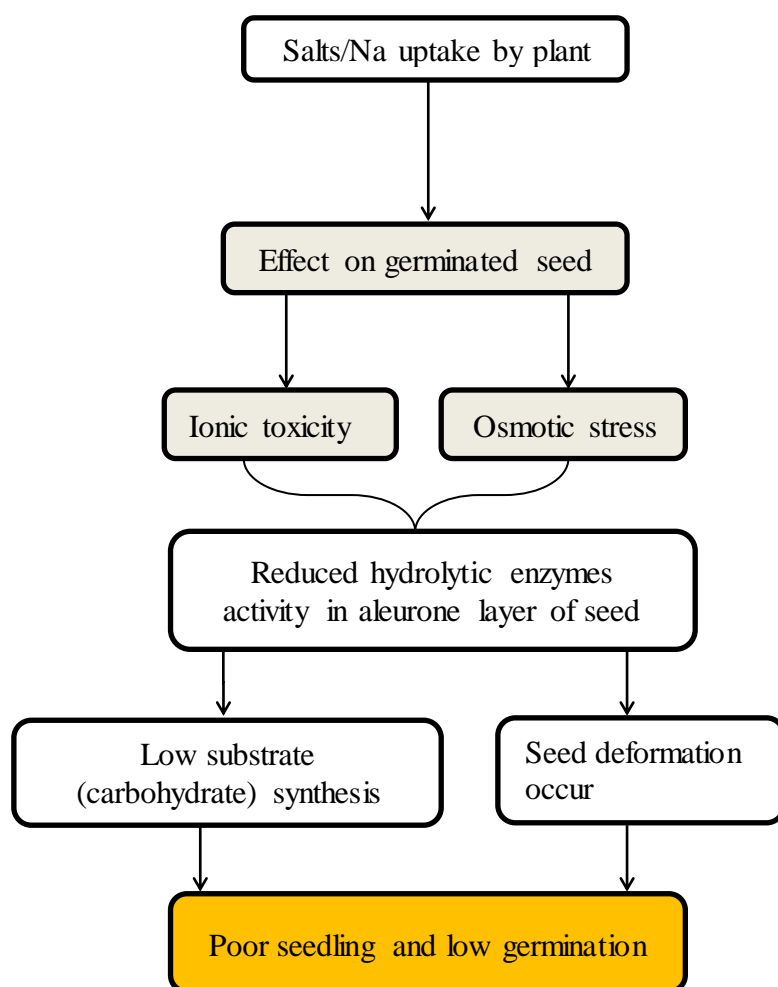 Salts/Na uptake by plant
Effect on germinated seed
Ionic toxicity
Osmotic stress
Reduced hydrolytic enzymes
activity in aleurone layer of seed
Low substrate
(carbohydrate) synthesis
Seed deformation
occur
Poor seedling and low germination